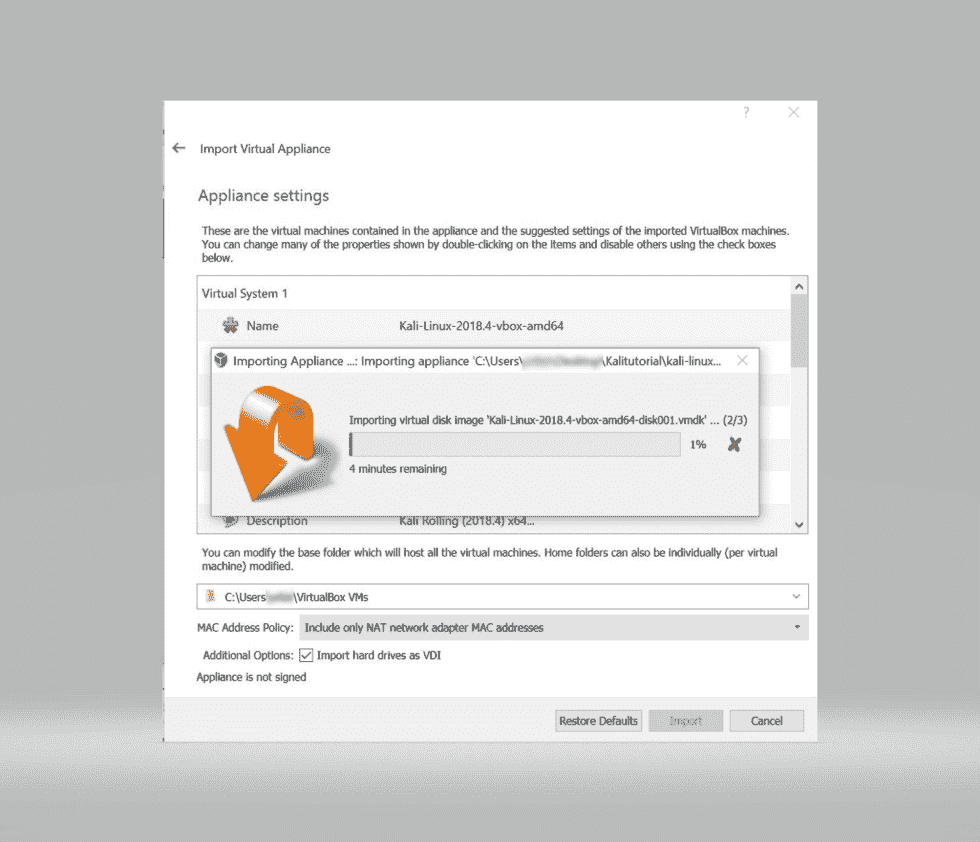 ?
Import Virtual Appliance
Appliance settings
These are the virtual machines contained in the appliance and the suggested settings of the imported VirtualBox machines.
You can change many of the properties shown by double-clicking on the items and disable others using the check boxes
below.
Virtual System 1
Name Kali-Linux-2018.4-vbox-amd64
Importing Appliance ...: Importing appliance 'C:\Users\ \Kalitutorial\kali-linux...
Importing virtual disk image 'Kali-Linux-2018.4-vbox-amd64-disk001.vmdk' ... (2/3)
1%
4 minutes remaining
Description Kali Rolling (2018.4) x64...
You can modify the base folder which will host all the virtual machines. Home folders can also be individually (per virtual
machine) modified.
C:\Users \VirtualBox VMs
MAC Address Policy: Include only NAT network adapter MAC addresses
Additional Options: Import hard drives as VDI
Appliance is not signed
Restore Defaults Import Cancel